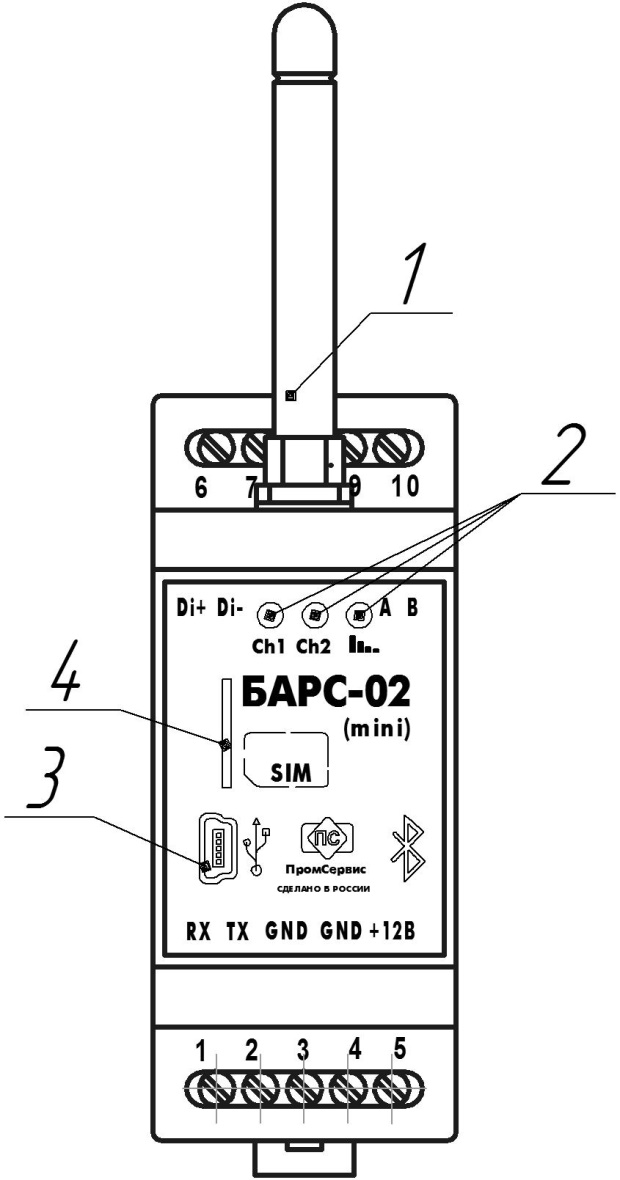 1
6 7 9 10
2
Di+ Di- A B
Ch1 Ch2
4
БАРС-02
(mini)
SIM
3
ПС
ПромСервис
СДЕЛАНО В РОССИИ
RX TX GND GND +12В
1 2 3 4 5